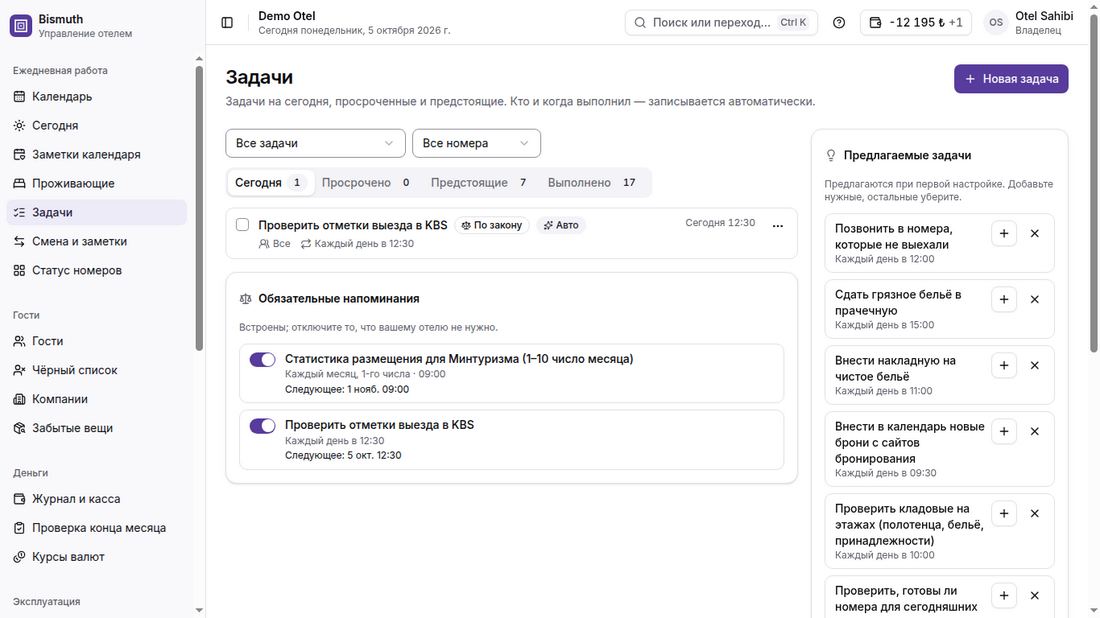 Bismuth
Управление отелем
Ежедневная работа
Календарь
Сегодня
Заметки календаря
Проживающие
Задачи
Смена и заметки
Статус номеров
Гости
Гости
Чёрный список
Компании
Забытые вещи
Деньги
Журнал и касса
Проверка конца месяца
Курсы валют
Эксплуатация
Demo Otel
Сегодня понедельник, 5 октября 2026 г.
Поиск или переход... Ctrl K
-12 195 ₺ +1
OS
Otel Sahibi
Владелец
Задачи
Задачи на сегодня, просроченные и предстоящие. Кто и когда выполнил — записывается автоматически.
Новая задача
Все задачи
Все номера
Сегодня 1
Просрочено 0
Предстоящие 7
Выполнено 17
Проверить отметки выезда в KBS
По закону
Авто
Сегодня 12:30
Все
Каждый день в 12:30
Обязательные напоминания
Встроены; отключите то, что вашему отелю не нужно.
Статистика размещения для Минтуризма (1–10 число месяца)
Каждый месяц, 1-го числа · 09:00
Следующее: 1 нояб. 09:00
Проверить отметки выезда в KBS
Каждый день в 12:30
Следующее: 5 окт. 12:30
Предлагаемые задачи
Предлагаются при первой настройке. Добавьте
нужные, остальные уберите.
Позвонить в номера,
которые не выехали
Каждый день в 12:00
Сдать грязное бельё в
прачечную
Каждый день в 15:00
Внести накладную на
чистое бельё
Каждый день в 11:00
Внести в календарь новые
брони с сайтов
бронирования
Каждый день в 09:30
Проверить кладовые на
этажах (полотенца, бельё,
принадлежности)
Каждый день в 10:00
Проверить, готовы ли
номера для сегодняшних